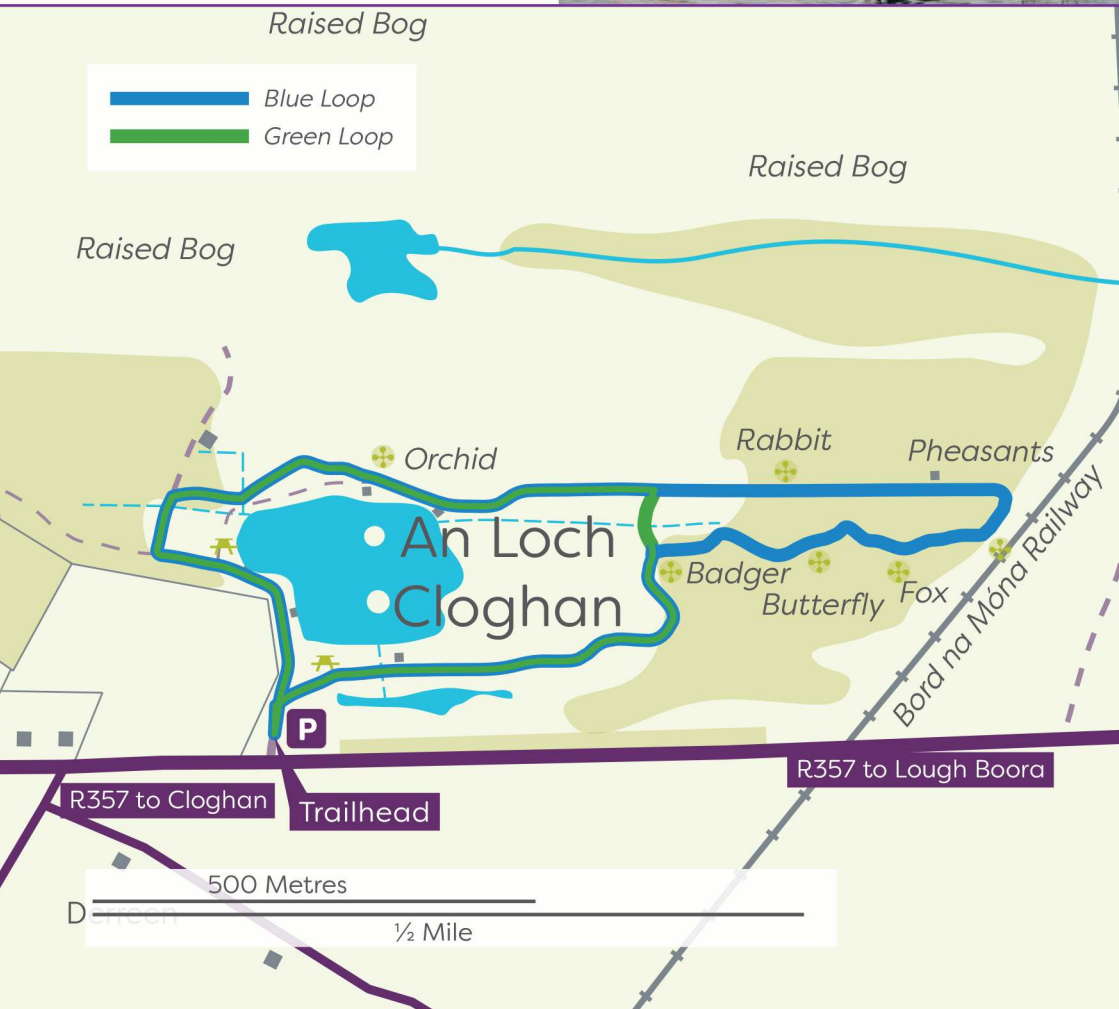 Raised Bog
Blue Loop
Green Loop
Raised Bog
Raised Bog
Orchid
Rabbit
Pheasants
An Loch
Cloghan
Badger
Butterfly
Fox
Bord na Móna Railway
P
R357 to Lough Boora
R357 to Cloghan
Trailhead
500 Metres
Derreen
½ Mile